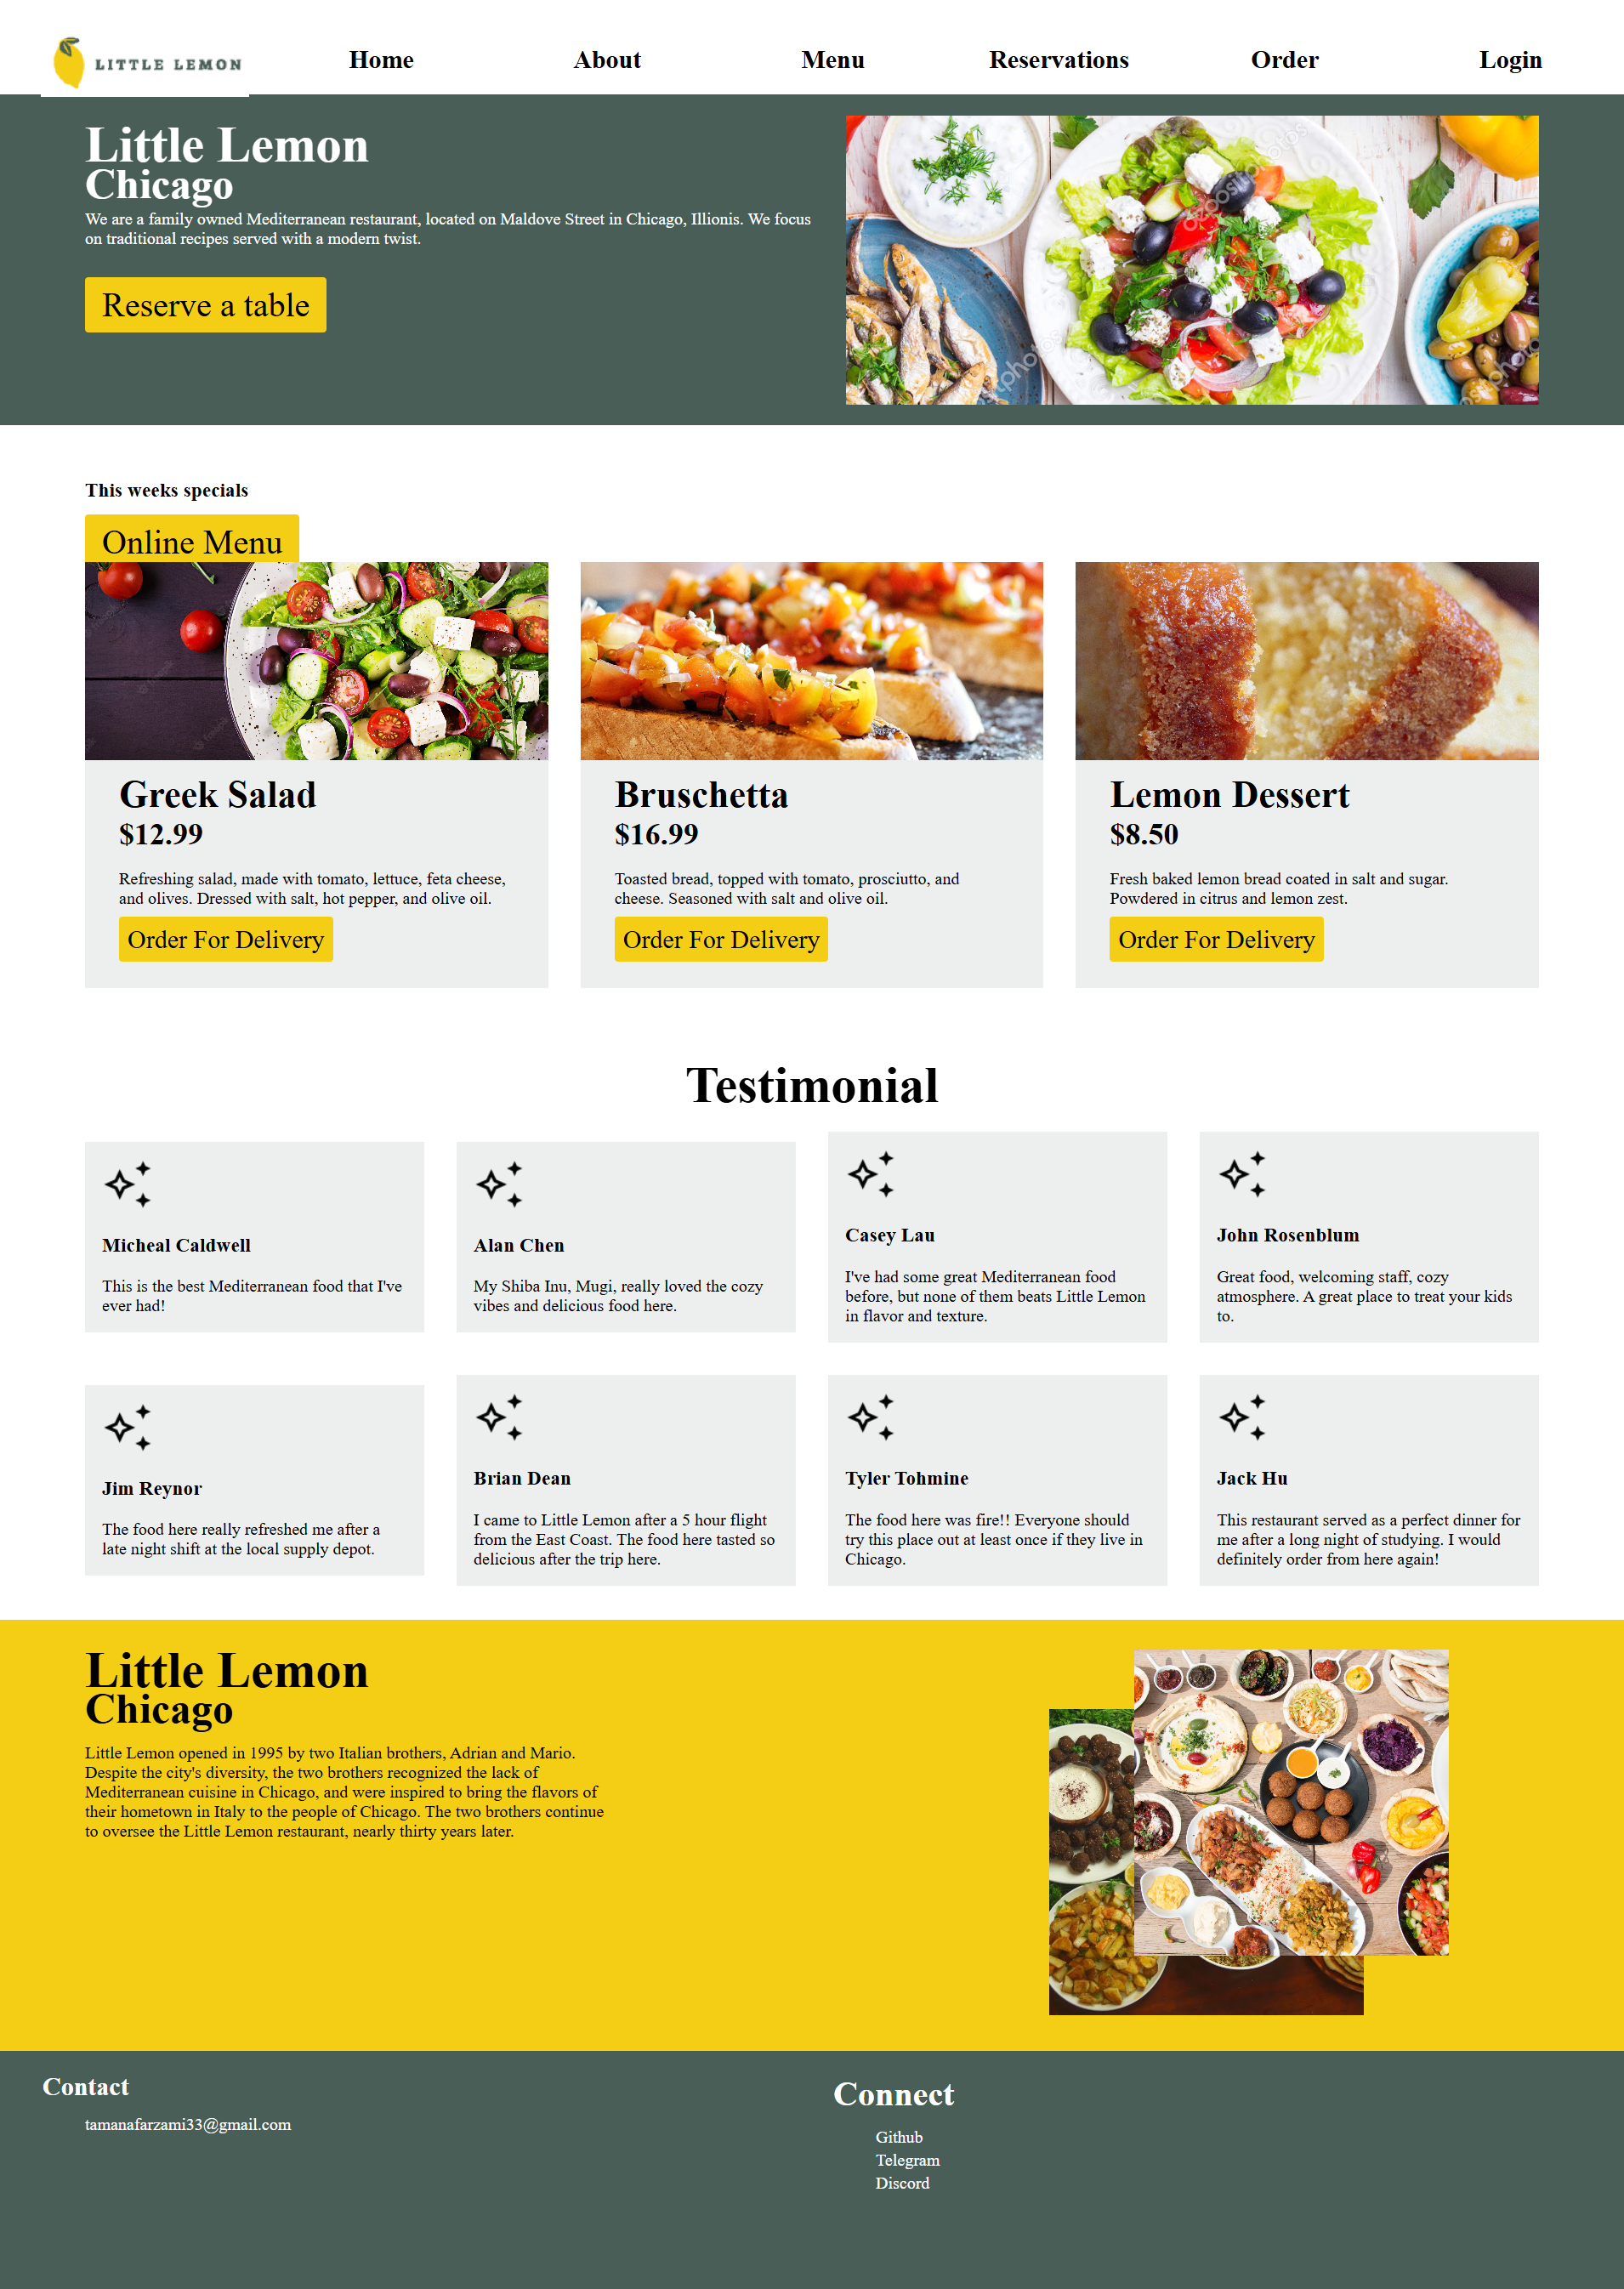 LITTLE LEMON
Home
About
Menu
Reservations
Order
Login
Little Lemon
Chicago
We are a family owned Mediterranean restaurant, located on Maldove Street in Chicago, Illionis. We focus
on traditional recipes served with a modern twist.
Reserve a table
This weeks specials
Online Menu
Greek Salad
$12.99
Refreshing salad, made with tomato, lettuce, feta cheese,
and olives. Dressed with salt, hot pepper, and olive oil.
Order For Delivery
Bruschetta
$16.99
Toasted bread, topped with tomato, prosciutto, and
cheese. Seasoned with salt and olive oil.
Order For Delivery
Lemon Dessert
$8.50
Fresh baked lemon bread coated in salt and sugar.
Powdered in citrus and lemon zest.
Order For Delivery
Testimonial
Micheal Caldwell
This is the best Mediterranean food that I've
ever had!
Alan Chen
My Shiba Inu, Mugi, really loved the cozy
vibes and delicious food here.
Casey Lau
I've had some great Mediterranean food
before, but none of them beats Little Lemon
in flavor and texture.
John Rosenblum
Great food, welcoming staff, cozy
atmosphere. A great place to treat your kids
to.
Jim Reynor
The food here really refreshed me after a
late night shift at the local supply depot.
Brian Dean
I came to Little Lemon after a 5 hour flight
from the East Coast. The food here tasted so
delicious after the trip here.
Tyler Tohmine
The food here was fire!! Everyone should
try this place out at least once if they live in
Chicago.
Jack Hu
This restaurant served as a perfect dinner for
me after a long night of studying. I would
definitely order from here again!
Little Lemon
Chicago
Little Lemon opened in 1995 by two Italian brothers, Adrian and Mario.
Despite the city's diversity, the two brothers recognized the lack of
Mediterranean cuisine in Chicago, and were inspired to bring the flavors of
their hometown in Italy to the people of Chicago. The two brothers continue
to oversee the Little Lemon restaurant, nearly thirty years later.
Contact
tamanafarzami33@gmail.com
Connect
Github
Telegram
Discord